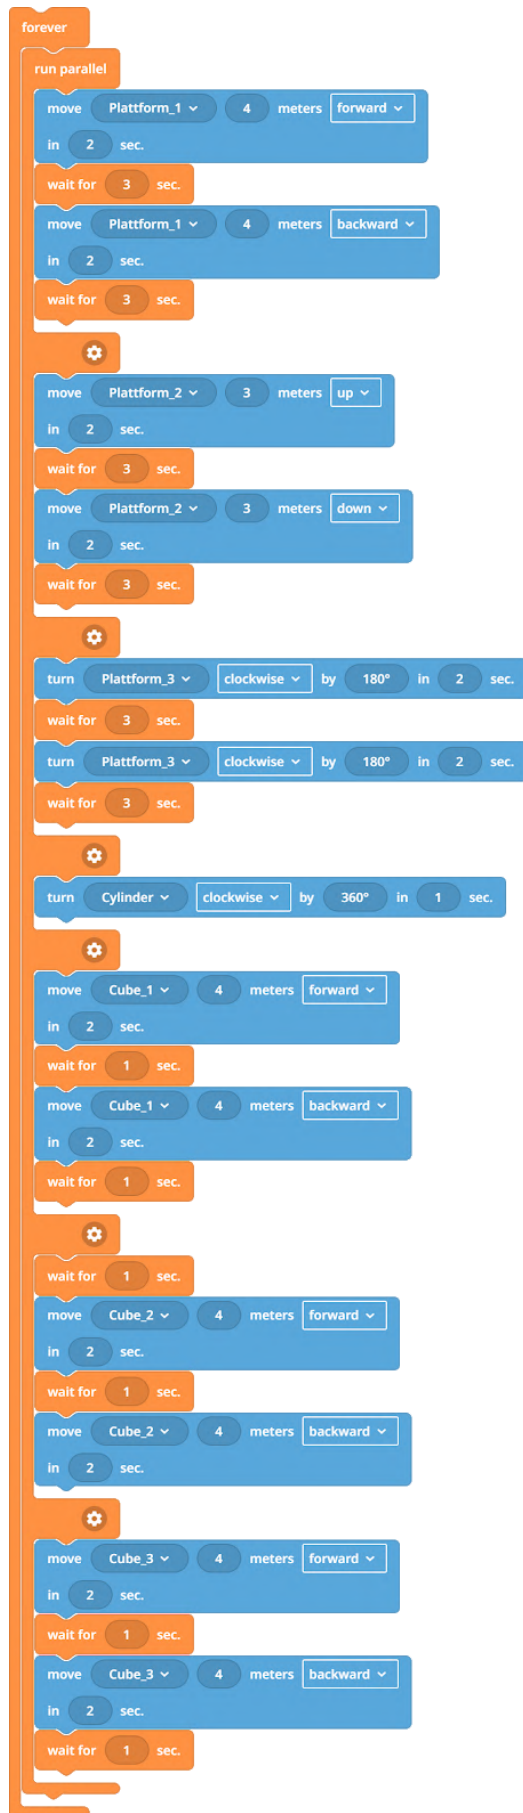 forever
run parallel
move Plattform_1 4 meters forward
in 2 sec.
wait for 3 sec.
move Plattform_1 4 meters backward
in 2 sec.
wait for 3 sec.
move Plattform_2 3 meters up
in 2 sec.
wait for 3 sec.
move Plattform_2 3 meters down
in 2 sec.
wait for 3 sec.
turn Plattform_3 clockwise by 180° in 2 sec.
wait for 3 sec.
turn Plattform_3 clockwise by 180° in 2 sec.
wait for 3 sec.
turn Cylinder clockwise by 360° in 1 sec.
move Cube_1 4 meters forward
in 2 sec.
wait for 1 sec.
move Cube_1 4 meters backward
in 2 sec.
wait for 1 sec.
wait for 1 sec.
move Cube_2 4 meters forward
in 2 sec.
wait for 1 sec.
move Cube_2 4 meters backward
in 2 sec.
move Cube_3 4 meters forward
in 2 sec.
wait for 1 sec.
move Cube_3 4 meters backward
in 2 sec.
wait for 1 sec.